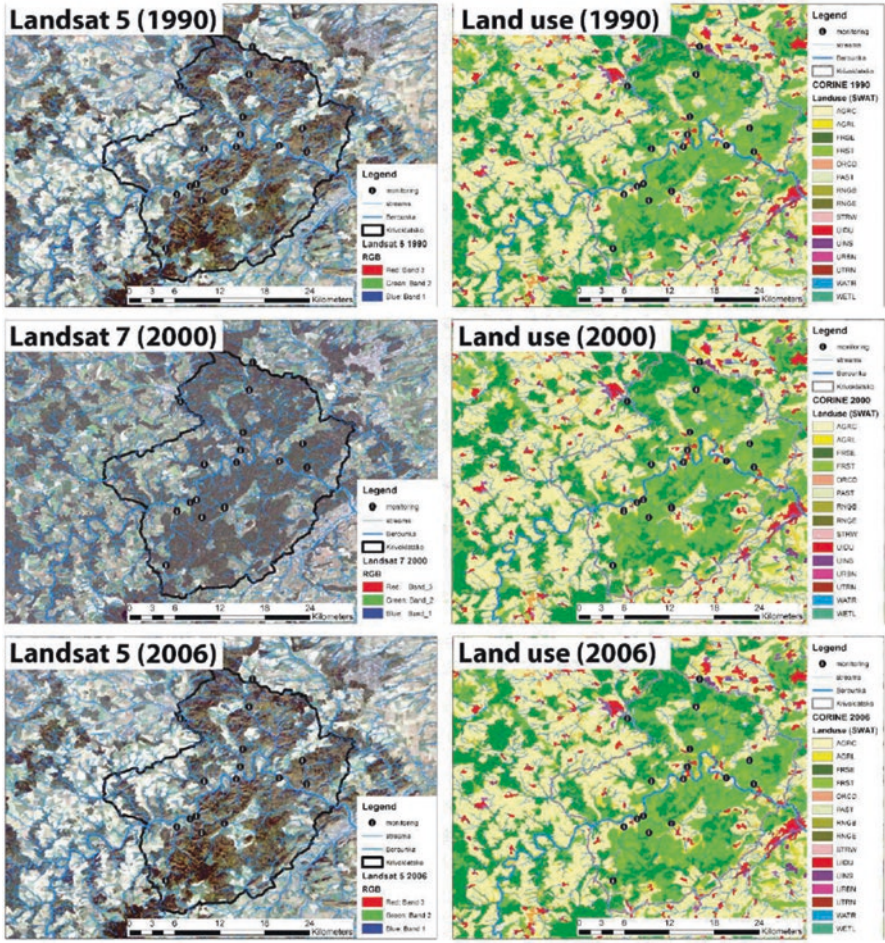 Landsat 5 (1990)
Legend
monitoring
streams
Berounka
Krivoklatsko
Landsat 5 1990
RGB
Red: Band 3
Green: Band 2
Blue: Band 1
0 3 6 12 18 24
Kilometers
Land use (1990)
Legend
monitoring
streams
Berounka
Krivoklatsko
CORINE 1990
Landuse (SWAT)
AGRC
AGRL
FRSE
FRST
ORCD
PAST
RNGB
RNGE
STRW
UIDU
UINS
URBN
UTRN
WATR
WETL
0 3 6 12 18 24
Kilometers
Landsat 7 (2000)
Legend
monitoring
streams
Berounka
Krivoklatsko
Landsat 7 2000
RGB
Red: Band_3
Green: Band_2
Blue: Band_1
0 3 6 12 18 24
Kilometers
Land use (2000)
Legend
monitoring
streams
Berounka
Krivoklatsko
CORINE 2000
Landuse (SWAT)
AGRC
AGRL
FRSE
FRST
ORCD
PAST
RNGB
RNGE
STRW
UIDU
UINS
URBN
UTRN
WATR
WETL
0 3 6 12 18 24
Kilometers
Landsat 5 (2006)
Legend
monitoring
streams
Berounka
Krivoklatsko
Landsat 5 2006
RGB
Red: Band 3
Green: Band 2
Blue: Band 1
0 3 6 12 18 24
Kilometers
Land use (2006)
Legend
monitoring
streams
Berounka
Krivoklatsko
CORINE 2006
Landuse (SWAT)
AGRC
AGRL
FRSE
FRST
ORCD
PAST
RNGB
RNGE
STRW
UIDU
UINS
URBN
UTRN
WATR
WETL
0 3 6 12 18 24
Kilometers